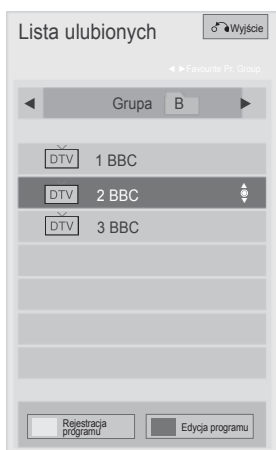 Lista ulubionych
Wyjście
◄ ►Favourite Pr. Group
Grupa B
DTV 1 BBC
DTV 2 BBC
DTV 3 BBC
Rejestracja
programu
Edycja programu